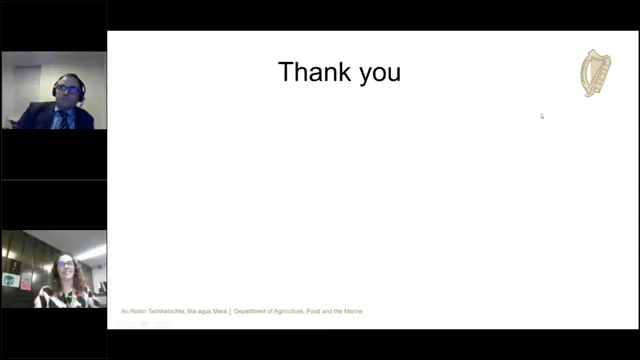 Thank you
An Roinn Talmhaíochta, Bia agus Mara | Department of Agriculture, Food and the Marine